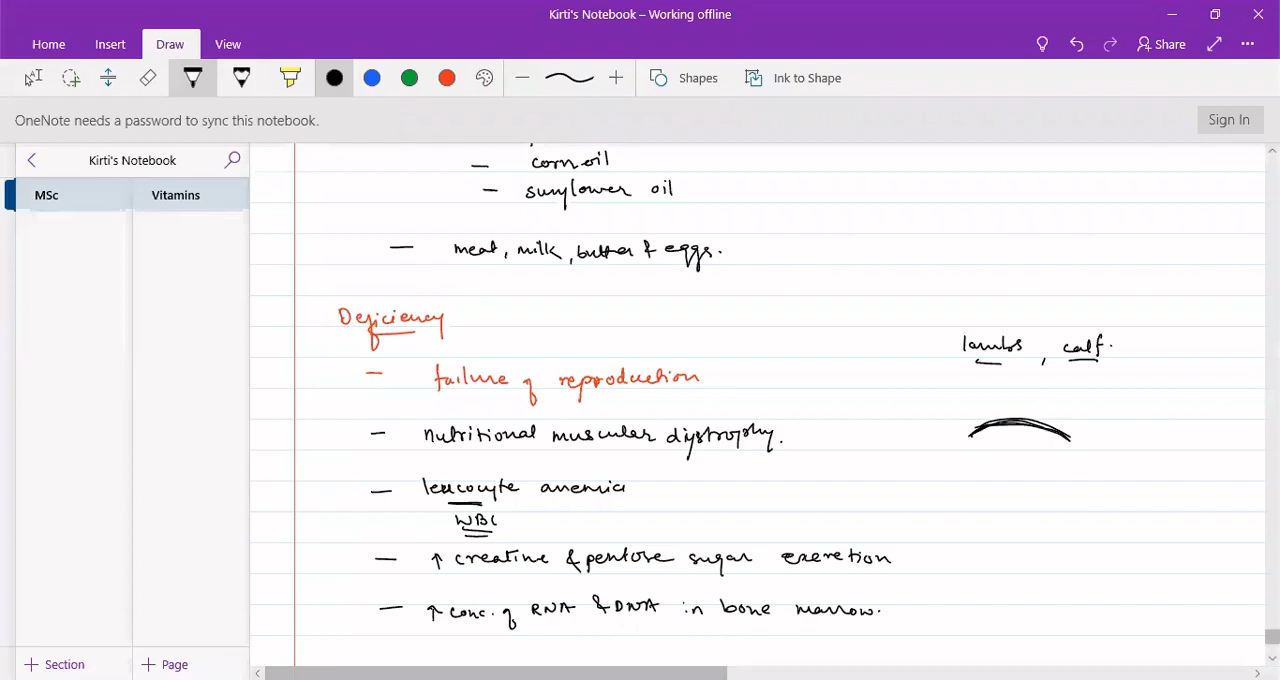 Kirti's Notebook – Working offline
Home Insert Draw View Share
Shapes Ink to Shape
OneNote needs a password to sync this notebook. Sign In
Kirti's Notebook
MSc Vitamins
— corn oil
— sunflower oil
— meat, milk, butter & eggs.
Deficiency
lambs , calf.
— failure of reproduction
— nutritional muscular dystrophy.
— leucocyte anemia
WBC
— ↑ creatine & pentose sugar excretion
— ↑ conc. of RNA & DNA in bone marrow.
+ Section + Page